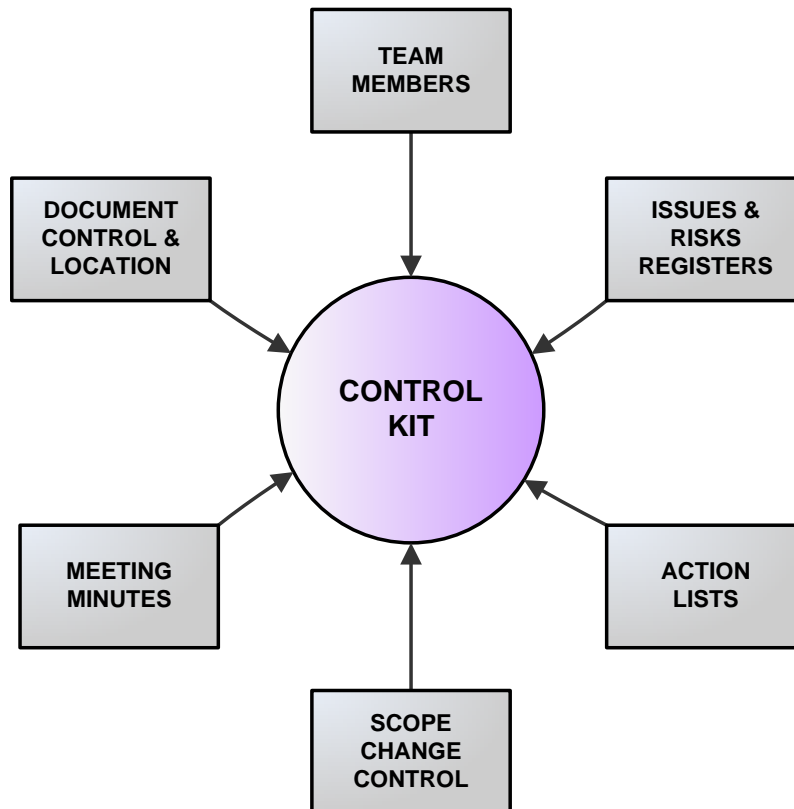 TEAM
MEMBERS
DOCUMENT
CONTROL &
LOCATION
ISSUES &
RISKS
REGISTERS
CONTROL
KIT
MEETING
MINUTES
ACTION
LISTS
SCOPE
CHANGE
CONTROL